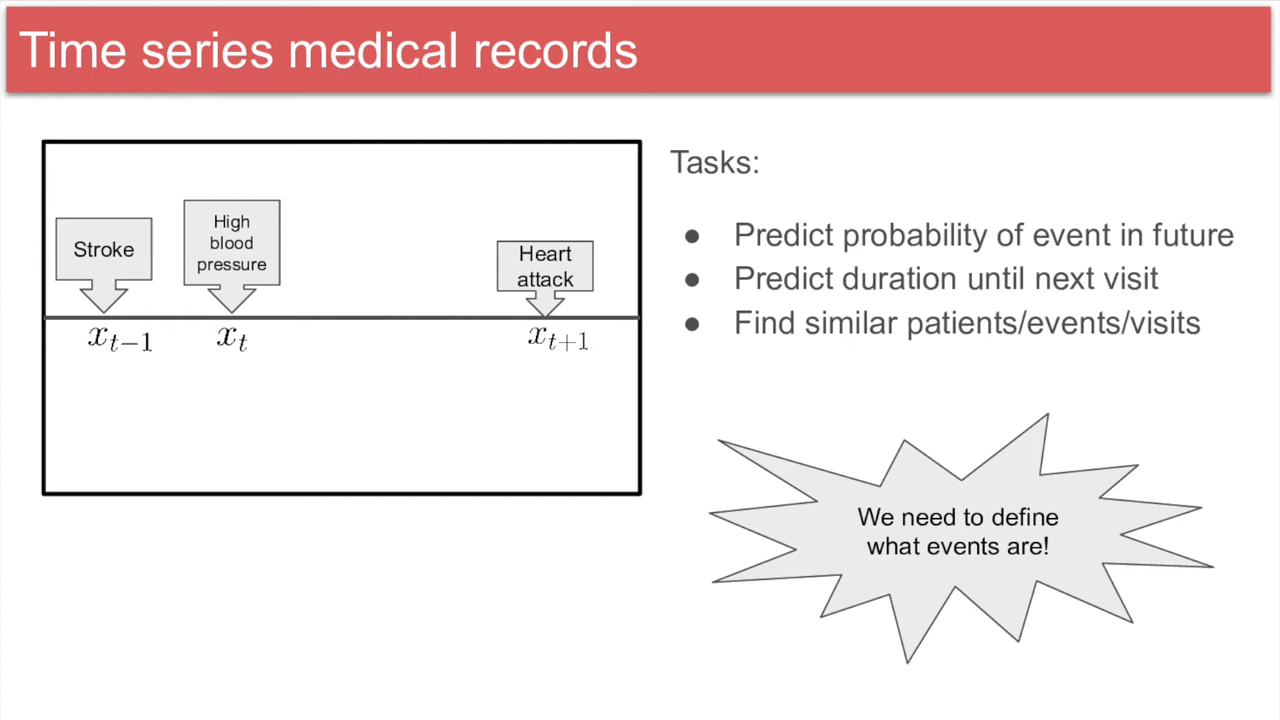 Time series medical records
Stroke
High
blood
pressure
Heart
attack
x_{t-1}
x_t
x_{t+1}
Tasks:
● Predict probability of event in future
● Predict duration until next visit
● Find similar patients/events/visits
We need to define
what events are!